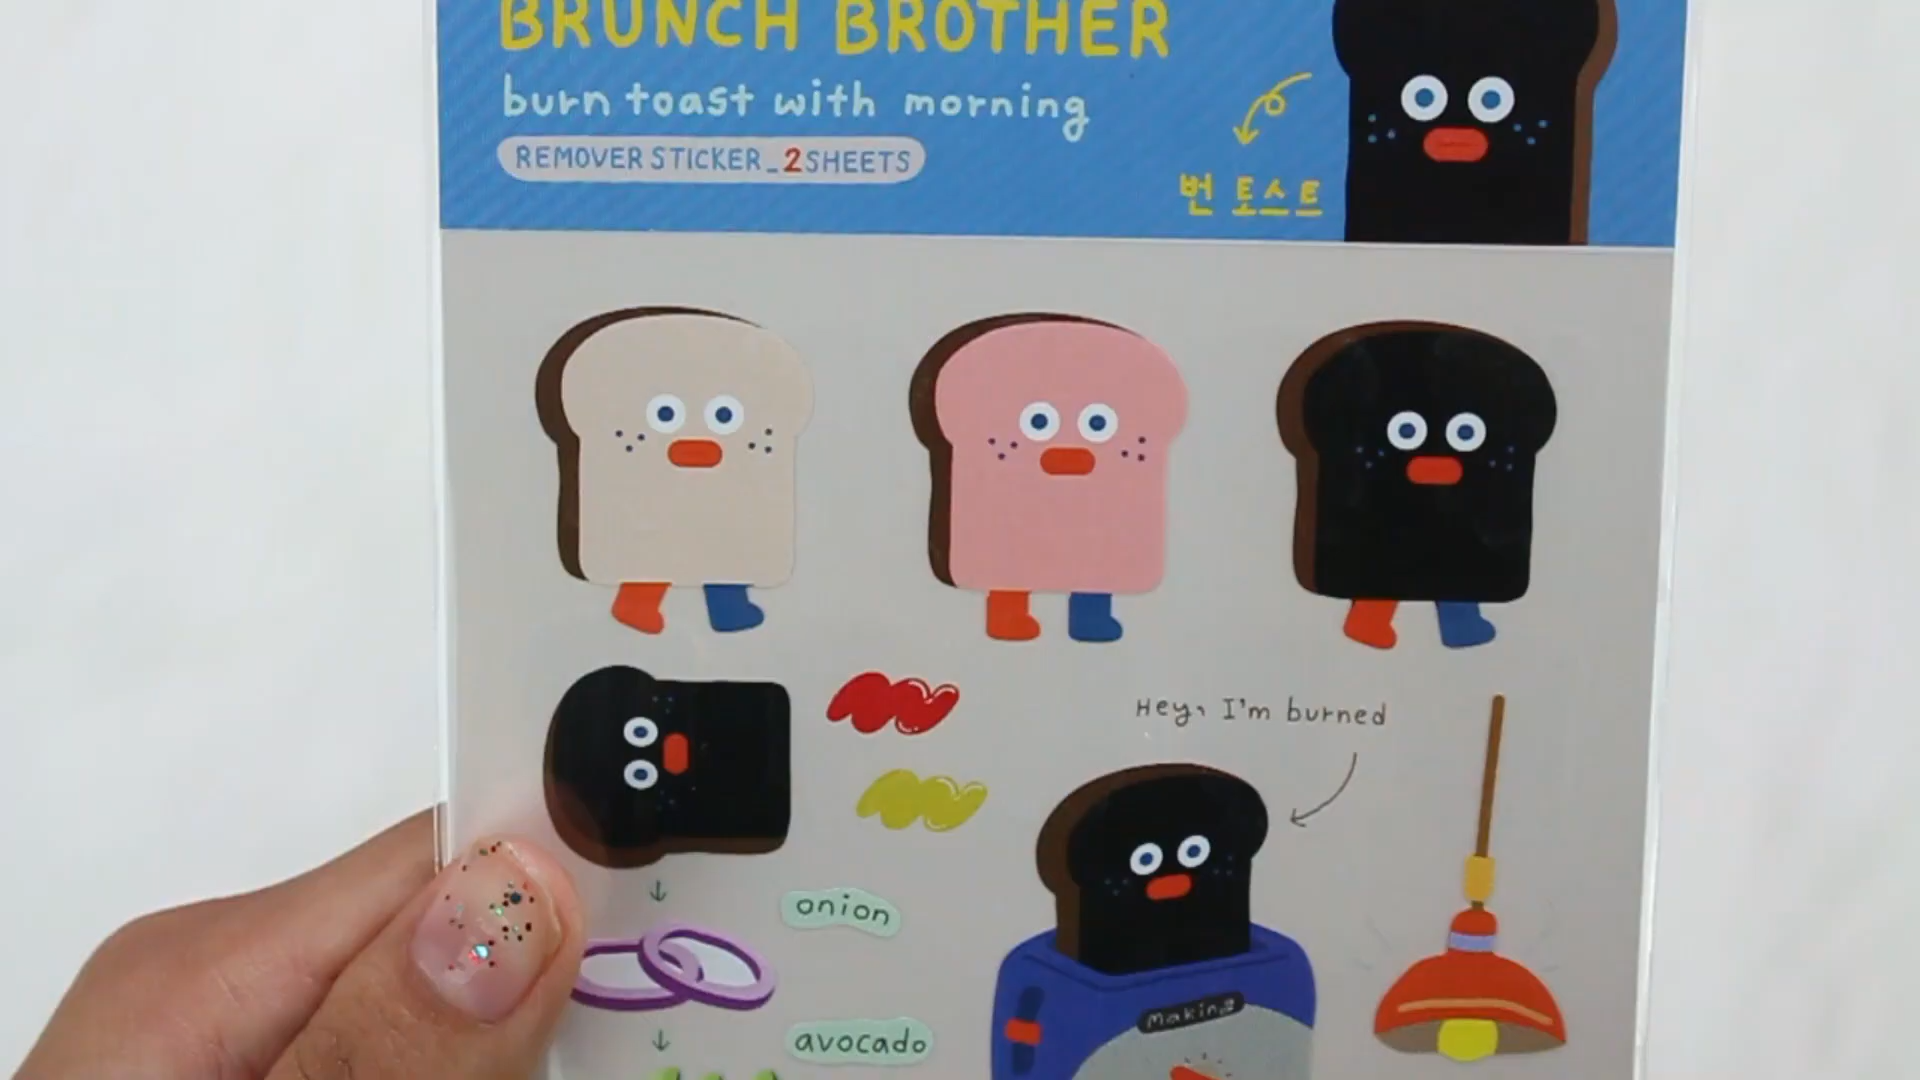 BRUNCH BROTHER
burn toast with morning
REMOVER STICKER_2SHEETS
번 토스트
Hey, I'm burned
onion
Making
avocado